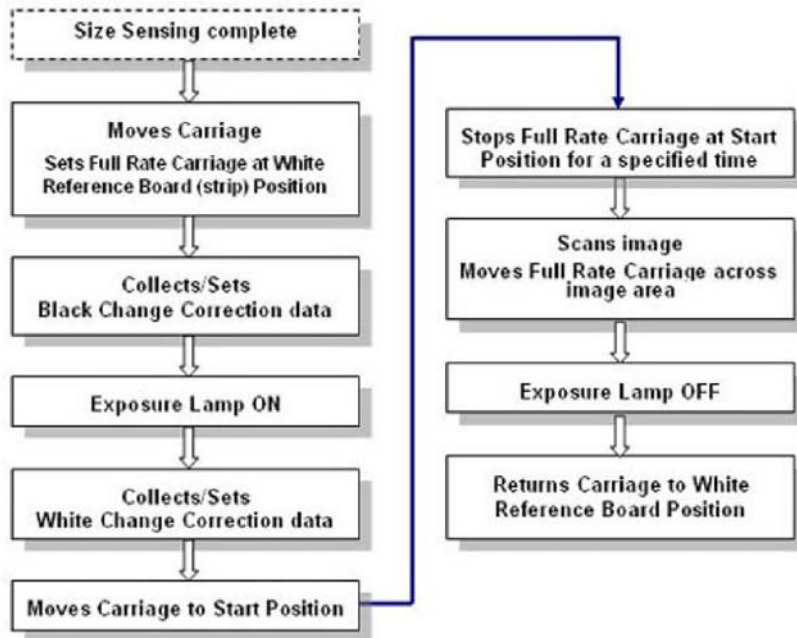 Size Sensing complete
Moves Carriage
Sets Full Rate Carriage at White
Reference Board (strip) Position
Collects/Sets
Black Change Correction data
Exposure Lamp ON
Collects/Sets
White Change Correction data
Moves Carriage to Start Position
Stops Full Rate Carriage at Start
Position for a specified time
Scans image
Moves Full Rate Carriage across
image area
Exposure Lamp OFF
Returns Carriage to White
Reference Board Position